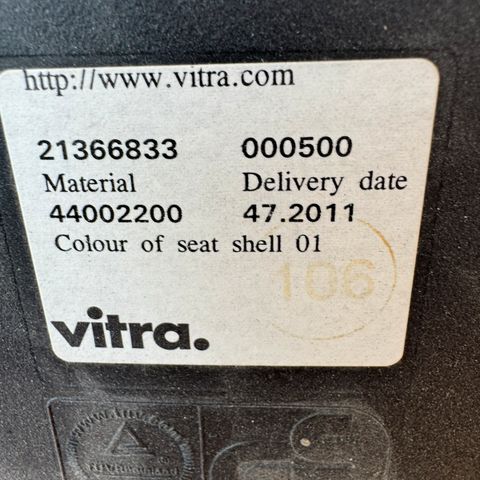 http://www.vitra.com
21366833 000500
Material Delivery date
44002200 47.2011
Colour of seat shell 01
106
vitra.